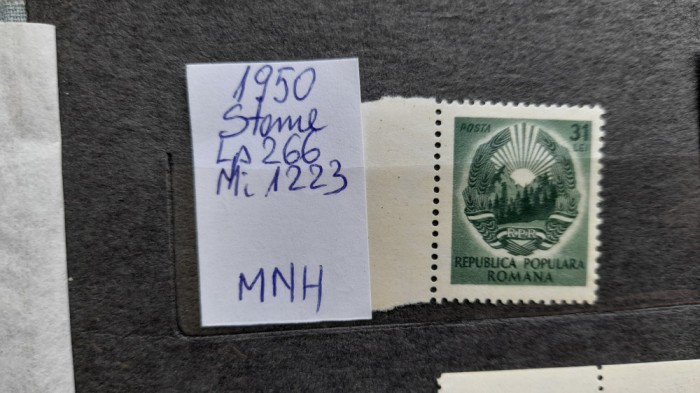 1950
Steme
Lp 266
Mi 1223
MNH
POSTA 31 LEI
RPR
REPUBLICA POPULARA
ROMANA